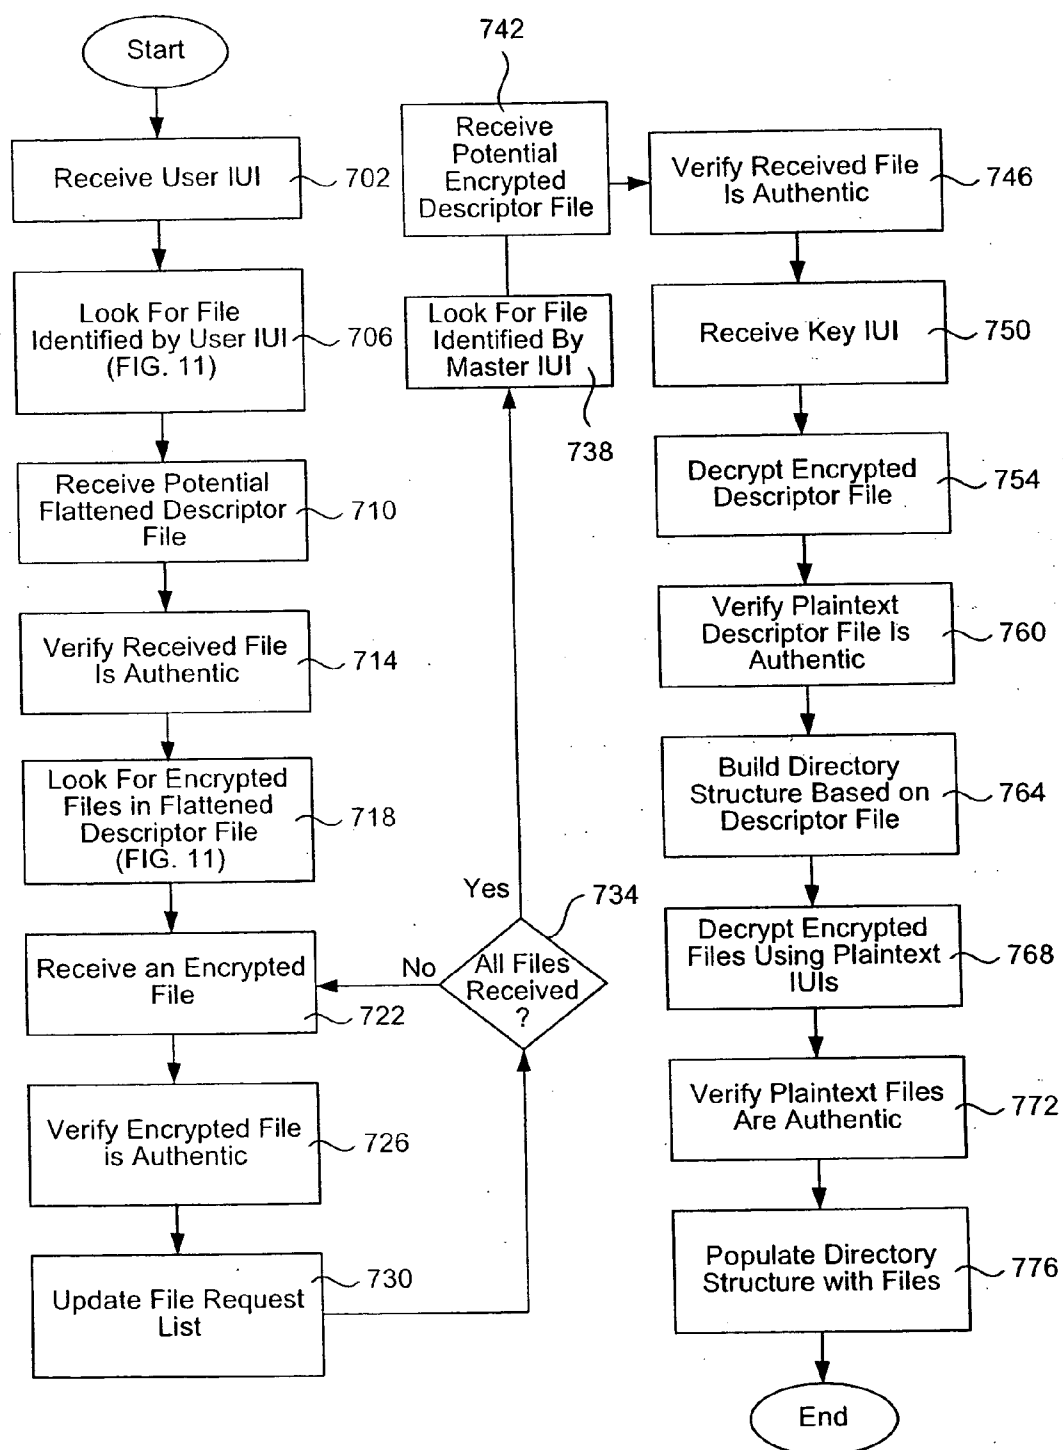 Start
Receive User IUI
702
Look For File
Identified by User IUI
(FIG. 11)
706
Receive Potential
Flattened Descriptor
File
710
Verify Received File
Is Authentic
714
Look For Encrypted
Files in Flattened
Descriptor File
(FIG. 11)
718
Receive an Encrypted
File
722
Verify Encrypted File
is Authentic
726
Update File Request
List
730
All Files
Received
?
734
No
Yes
Look For File
Identified By
Master IUI
738
742
Receive
Potential
Encrypted
Descriptor File
Verify Received File
Is Authentic
746
Receive Key IUI
750
Decrypt Encrypted
Descriptor File
754
Verify Plaintext
Descriptor File Is
Authentic
760
Build Directory
Structure Based on
Descriptor File
764
Decrypt Encrypted
Files Using Plaintext
IUIs
768
Verify Plaintext Files
Are Authentic
772
Populate Directory
Structure with Files
776
End